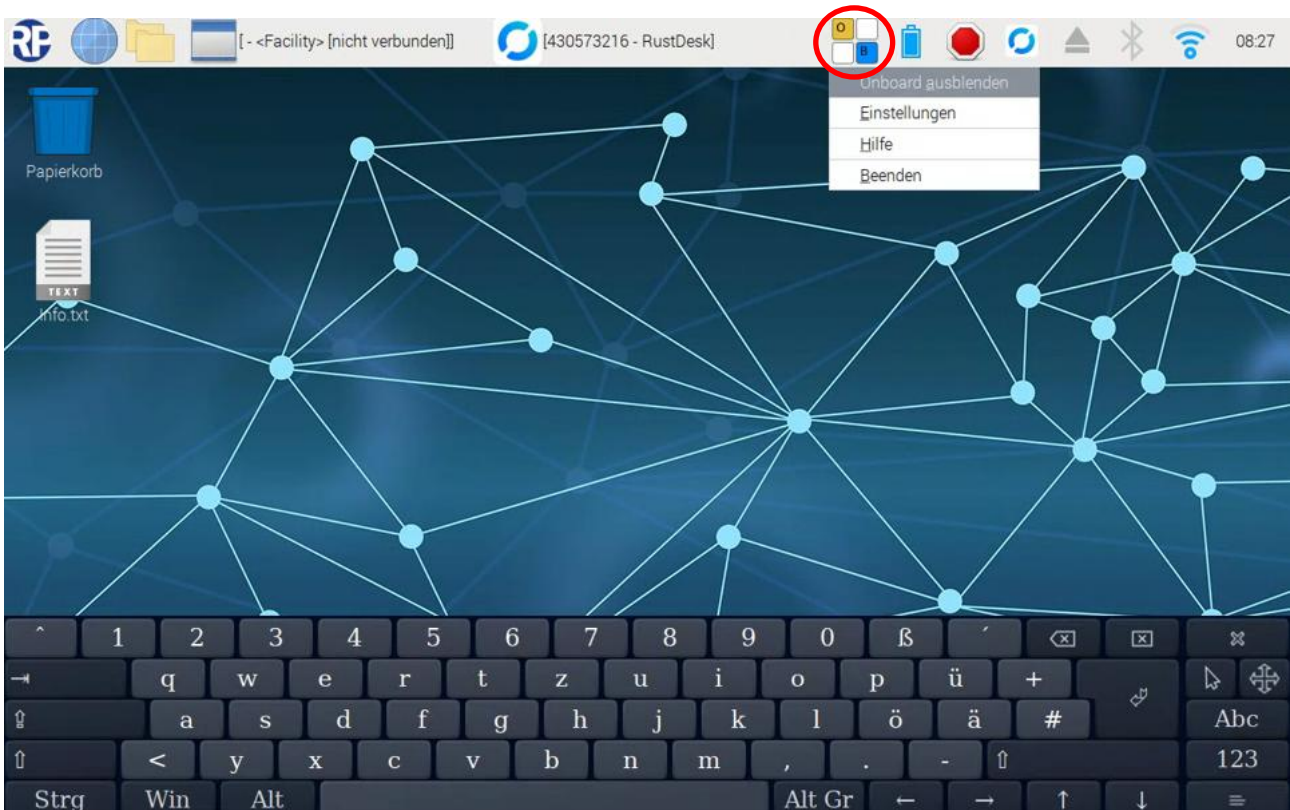 RP
[ - <Facility> [nicht verbunden]]
[430573216 - RustDesk]
O
B
08:27
Onboard ausblenden
Einstellungen
Hilfe
Beenden
Papierkorb
TEXT
Info.txt
^ 1 2 3 4 5 6 7 8 9 0 ß ´
q w e r t z u i o p ü +
a s d f g h j k l ö ä # Abc
< y x c v b n m , . - 123
Strg Win Alt Alt Gr ← → ↑ ↓